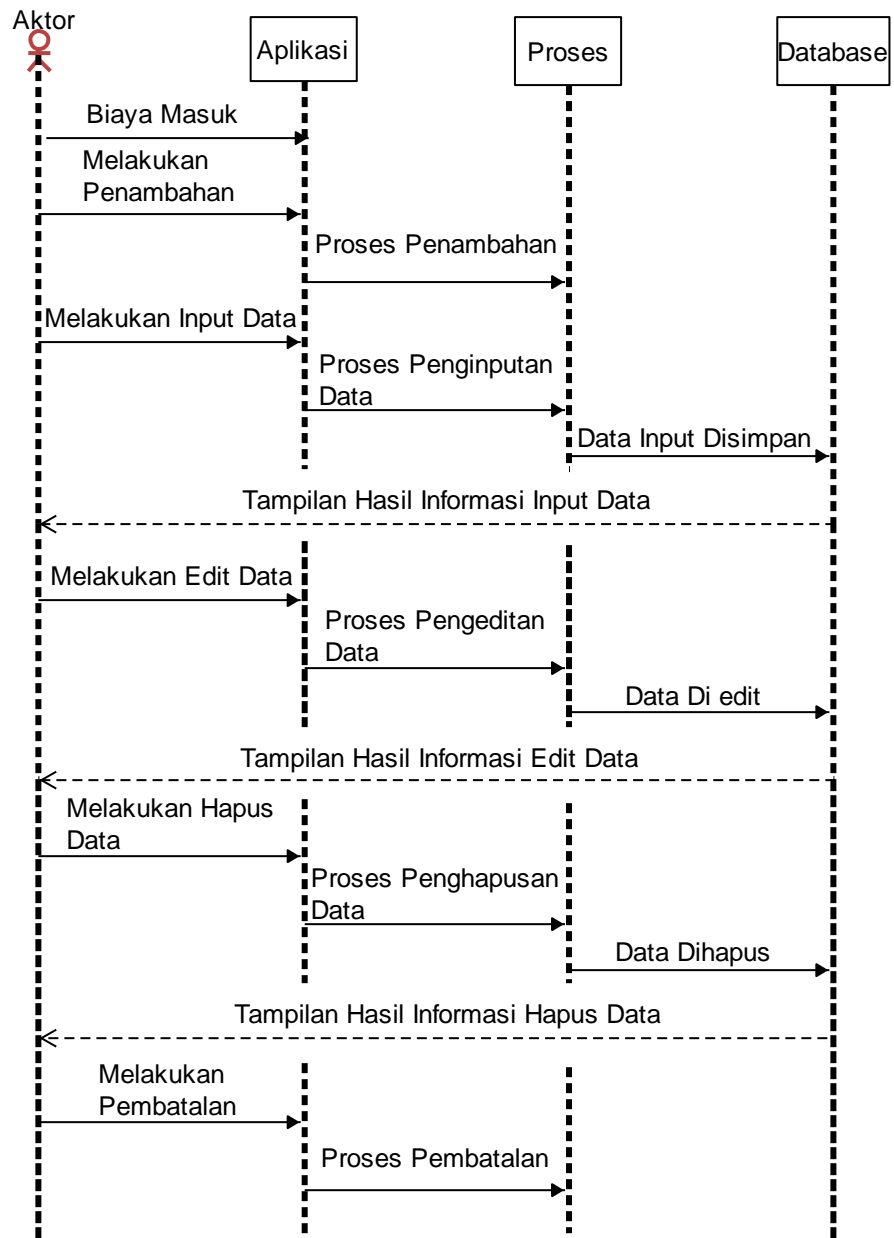 Aktor
Aplikasi
Proses
Database
Biaya Masuk
Melakukan
Penambahan
Proses Penambahan
Melakukan Input Data
Proses Penginputan
Data
Data Input Disimpan
Tampilan Hasil Informasi Input Data
Melakukan Edit Data
Proses Pengeditan
Data
Data Di edit
Tampilan Hasil Informasi Edit Data
Melakukan Hapus
Data
Proses Penghapusan
Data
Data Dihapus
Tampilan Hasil Informasi Hapus Data
Melakukan
Pembatalan
Proses Pembatalan